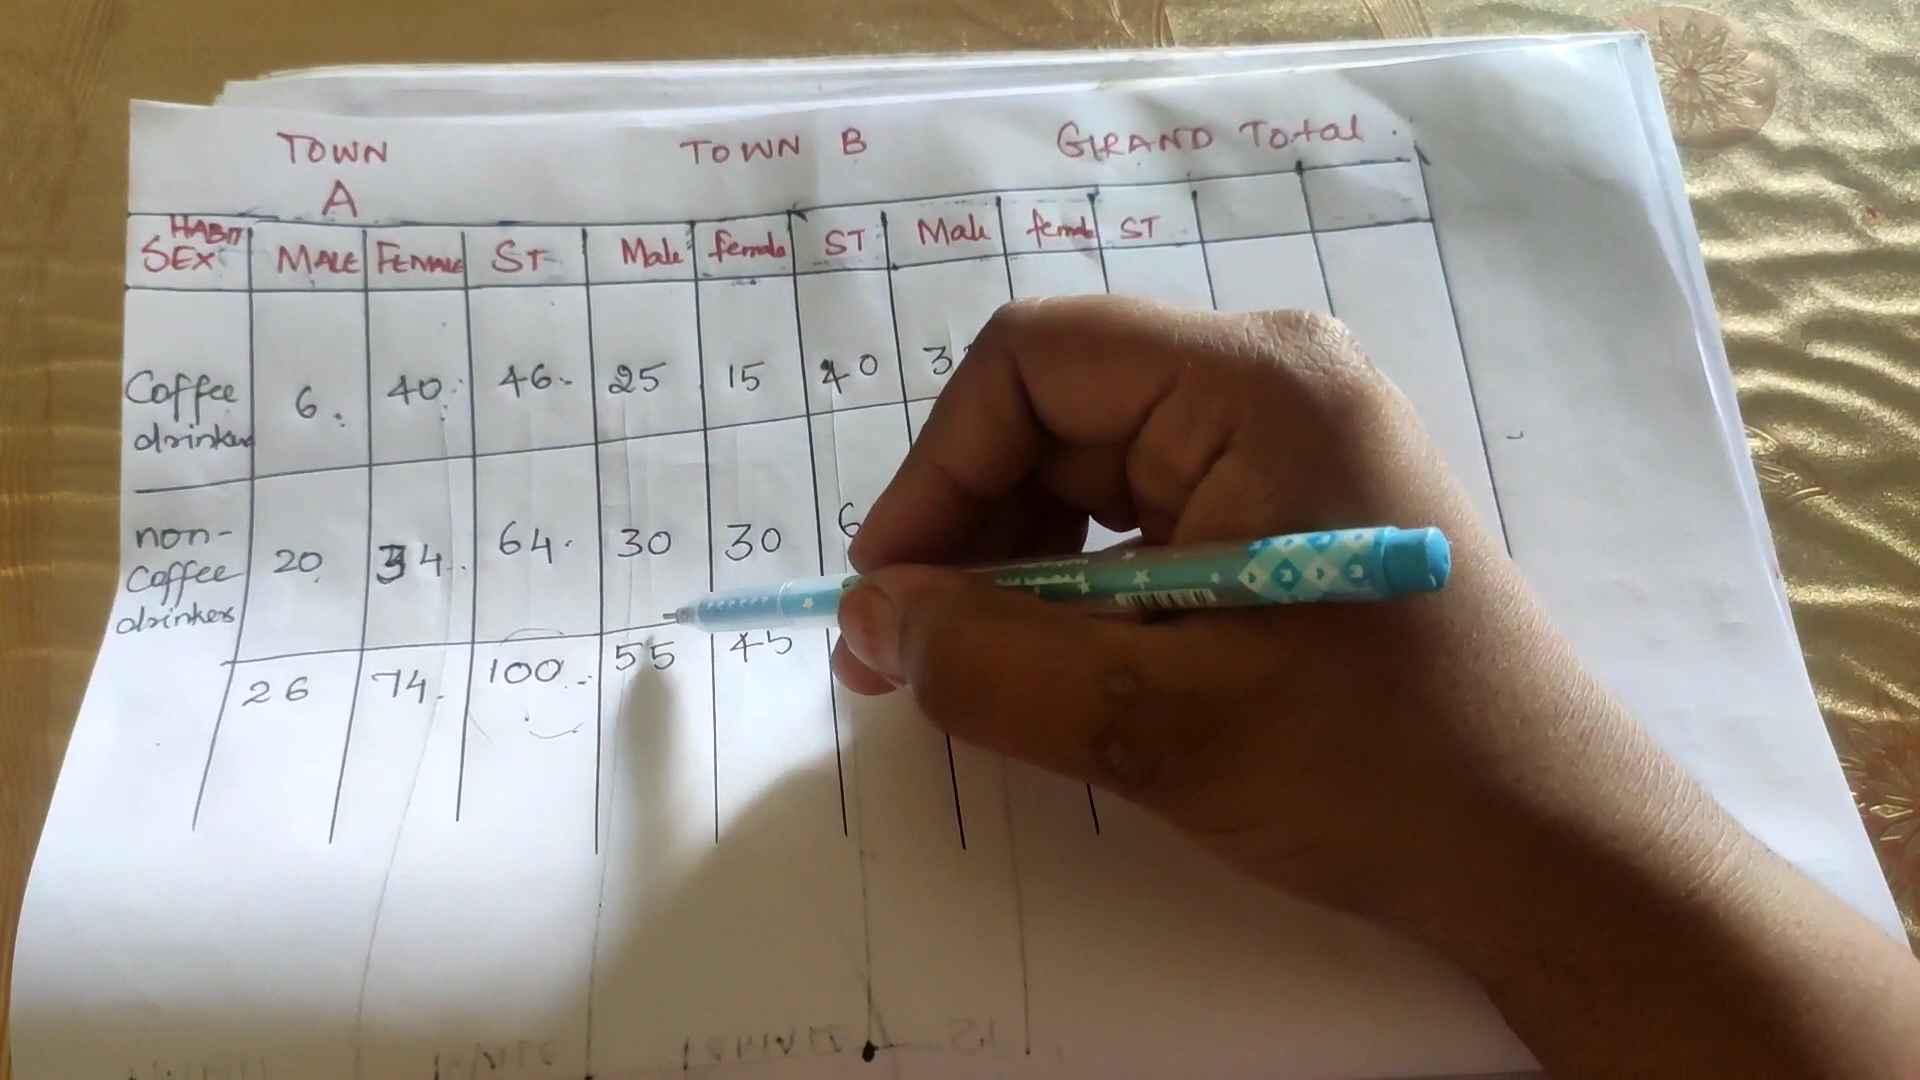 TOWN A TOWN B GRAND Total
HABIT
SEX MALE FEMALE ST Male female ST Male female ST
Coffee drinkers 6 40 46 25 15 40
non-Coffee drinkers 20 34 64 30 30
26 74 100 55 45